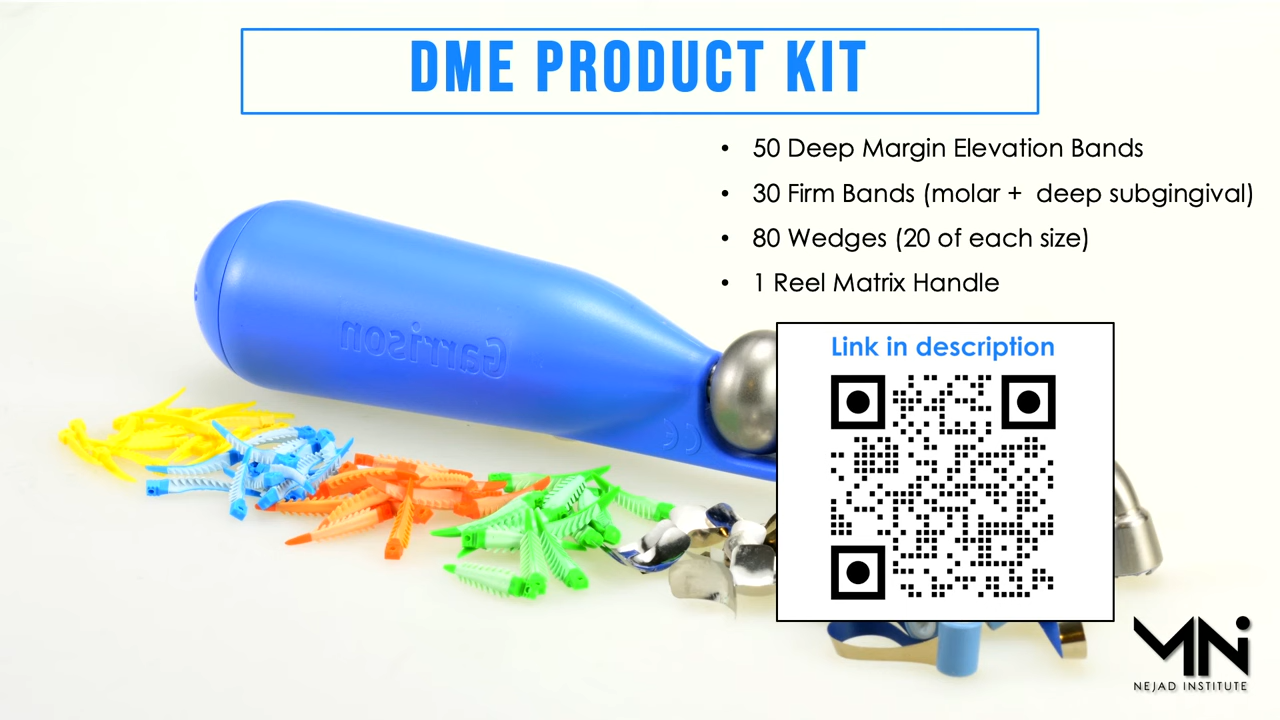 DME PRODUCT KIT
• 50 Deep Margin Elevation Bands
• 30 Firm Bands (molar + deep subgingival)
• 80 Wedges (20 of each size)
• 1 Reel Matrix Handle
Garrison
CE
Link in description
NEJAD INSTITUTE